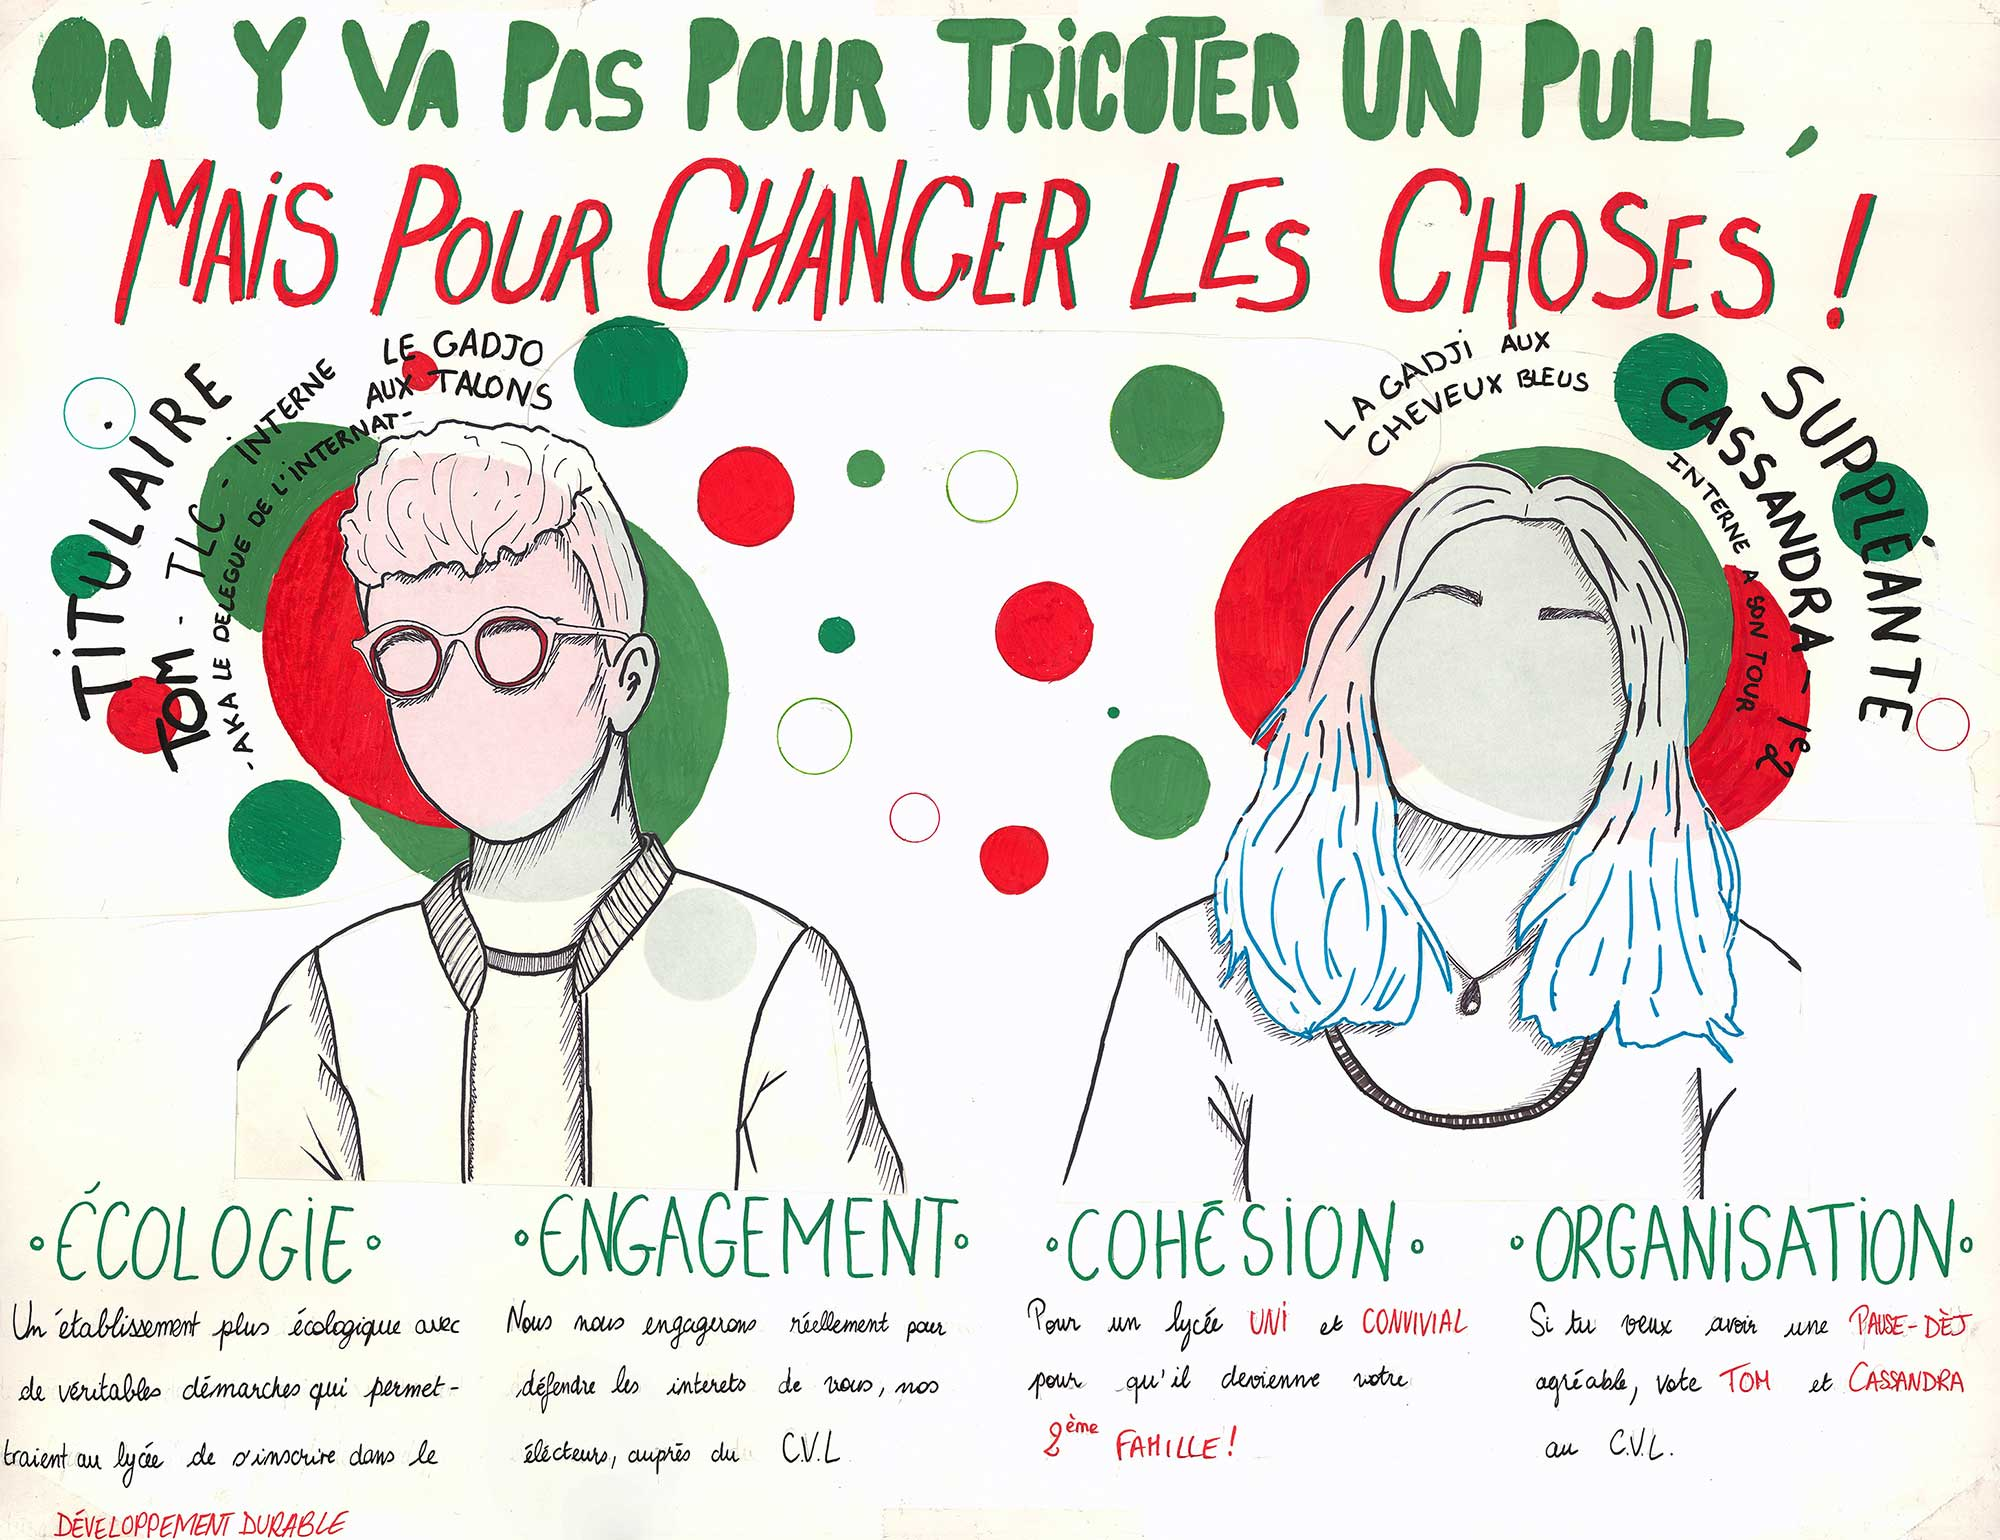 ON Y VA PAS POUR TRICOTER UN PULL,
MAIS POUR CHANGER LES CHOSES !
TITULAIRE
TOM - TLC - INTERNE
- AKA LE DELEGUE DE L'INTERNAT -
LE GADJO
AUX TALONS
LA GADJI AUX
CHEVEUX BLEUS
SUPPLÉANTE
CASSANDRA - 1e2
INTERNE A SON TOUR
• ÉCOLOGIE •
Un établissement plus écologique avec
de véritables démarches qui permet-
traient au lycée de s'inscrire dans le
DÉVELOPPEMENT DURABLE
• ENGAGEMENT •
Nous nous engagerons réellement pour
défendre les interets de vous, nos
élécteurs, auprès du C.V.L
• COHÉSION •
Pour un lycée UNI et CONVIVIAL
pour qu'il devienne votre
2ème FAMILLE !
• ORGANISATION •
Si tu veux avoir une PAUSE-DÈJ
agréable, vote TOM et CASSANDRA
au C.V.L.